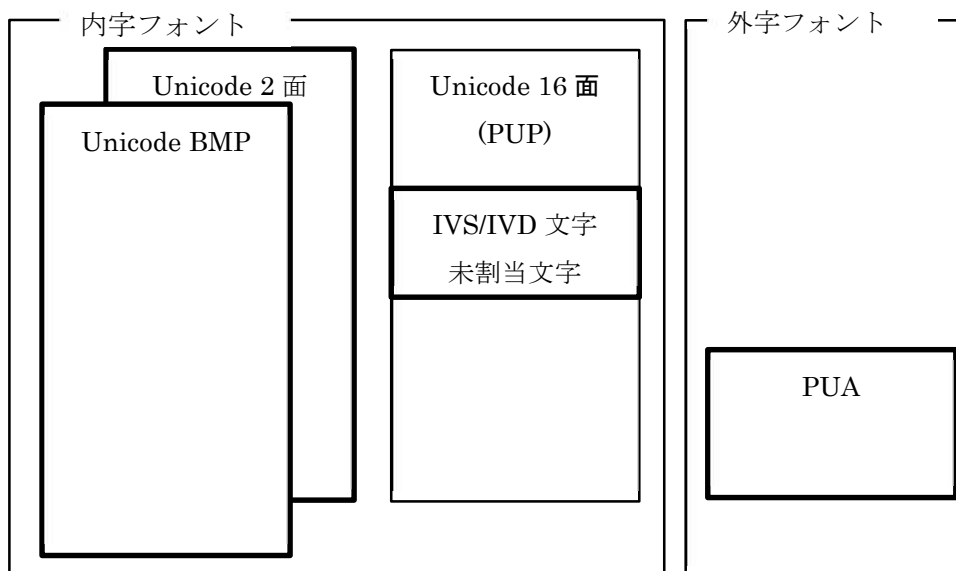 内字フォント
Unicode 2 面
Unicode BMP
Unicode 16 面
(PUP)
IVS/IVD 文字
未割当文字
外字フォント
PUA